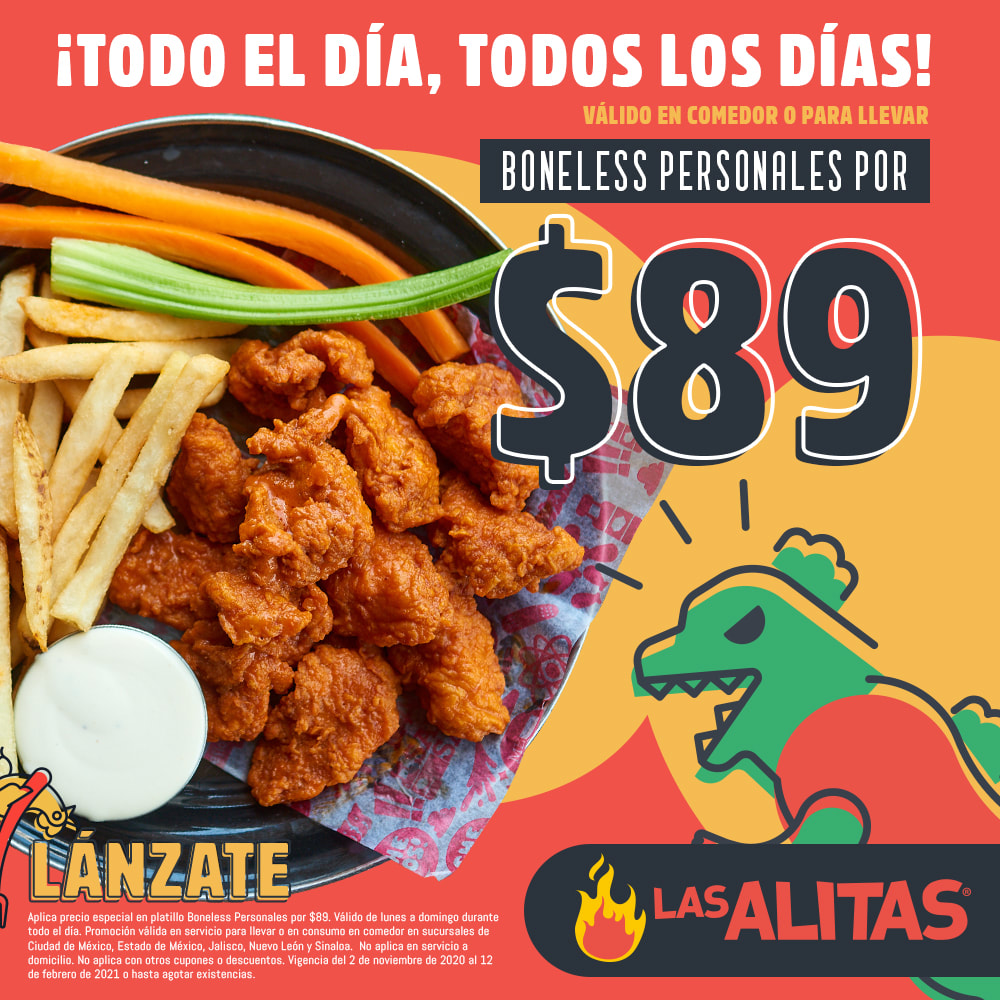 ¡TODO EL DÍA, TODOS LOS DÍAS!
VÁLIDO EN COMEDOR O PARA LLEVAR
BONELESS PERSONALES POR
$89
LÁNZATE
Aplica precio especial en platillo Boneless Personales por $89. Válido de lunes a domingo durante
todo el día. Promoción válida en servicio para llevar o en consumo en comedor en sucursales de
Ciudad de México, Estado de México, Jalisco, Nuevo León y Sinaloa. No aplica en servicio a
domicilio. No aplica con otros cupones o descuentos. Vigencia del 2 de noviembre de 2020 al 12
de febrero de 2021 o hasta agotar existencias.
LAS ALITAS®